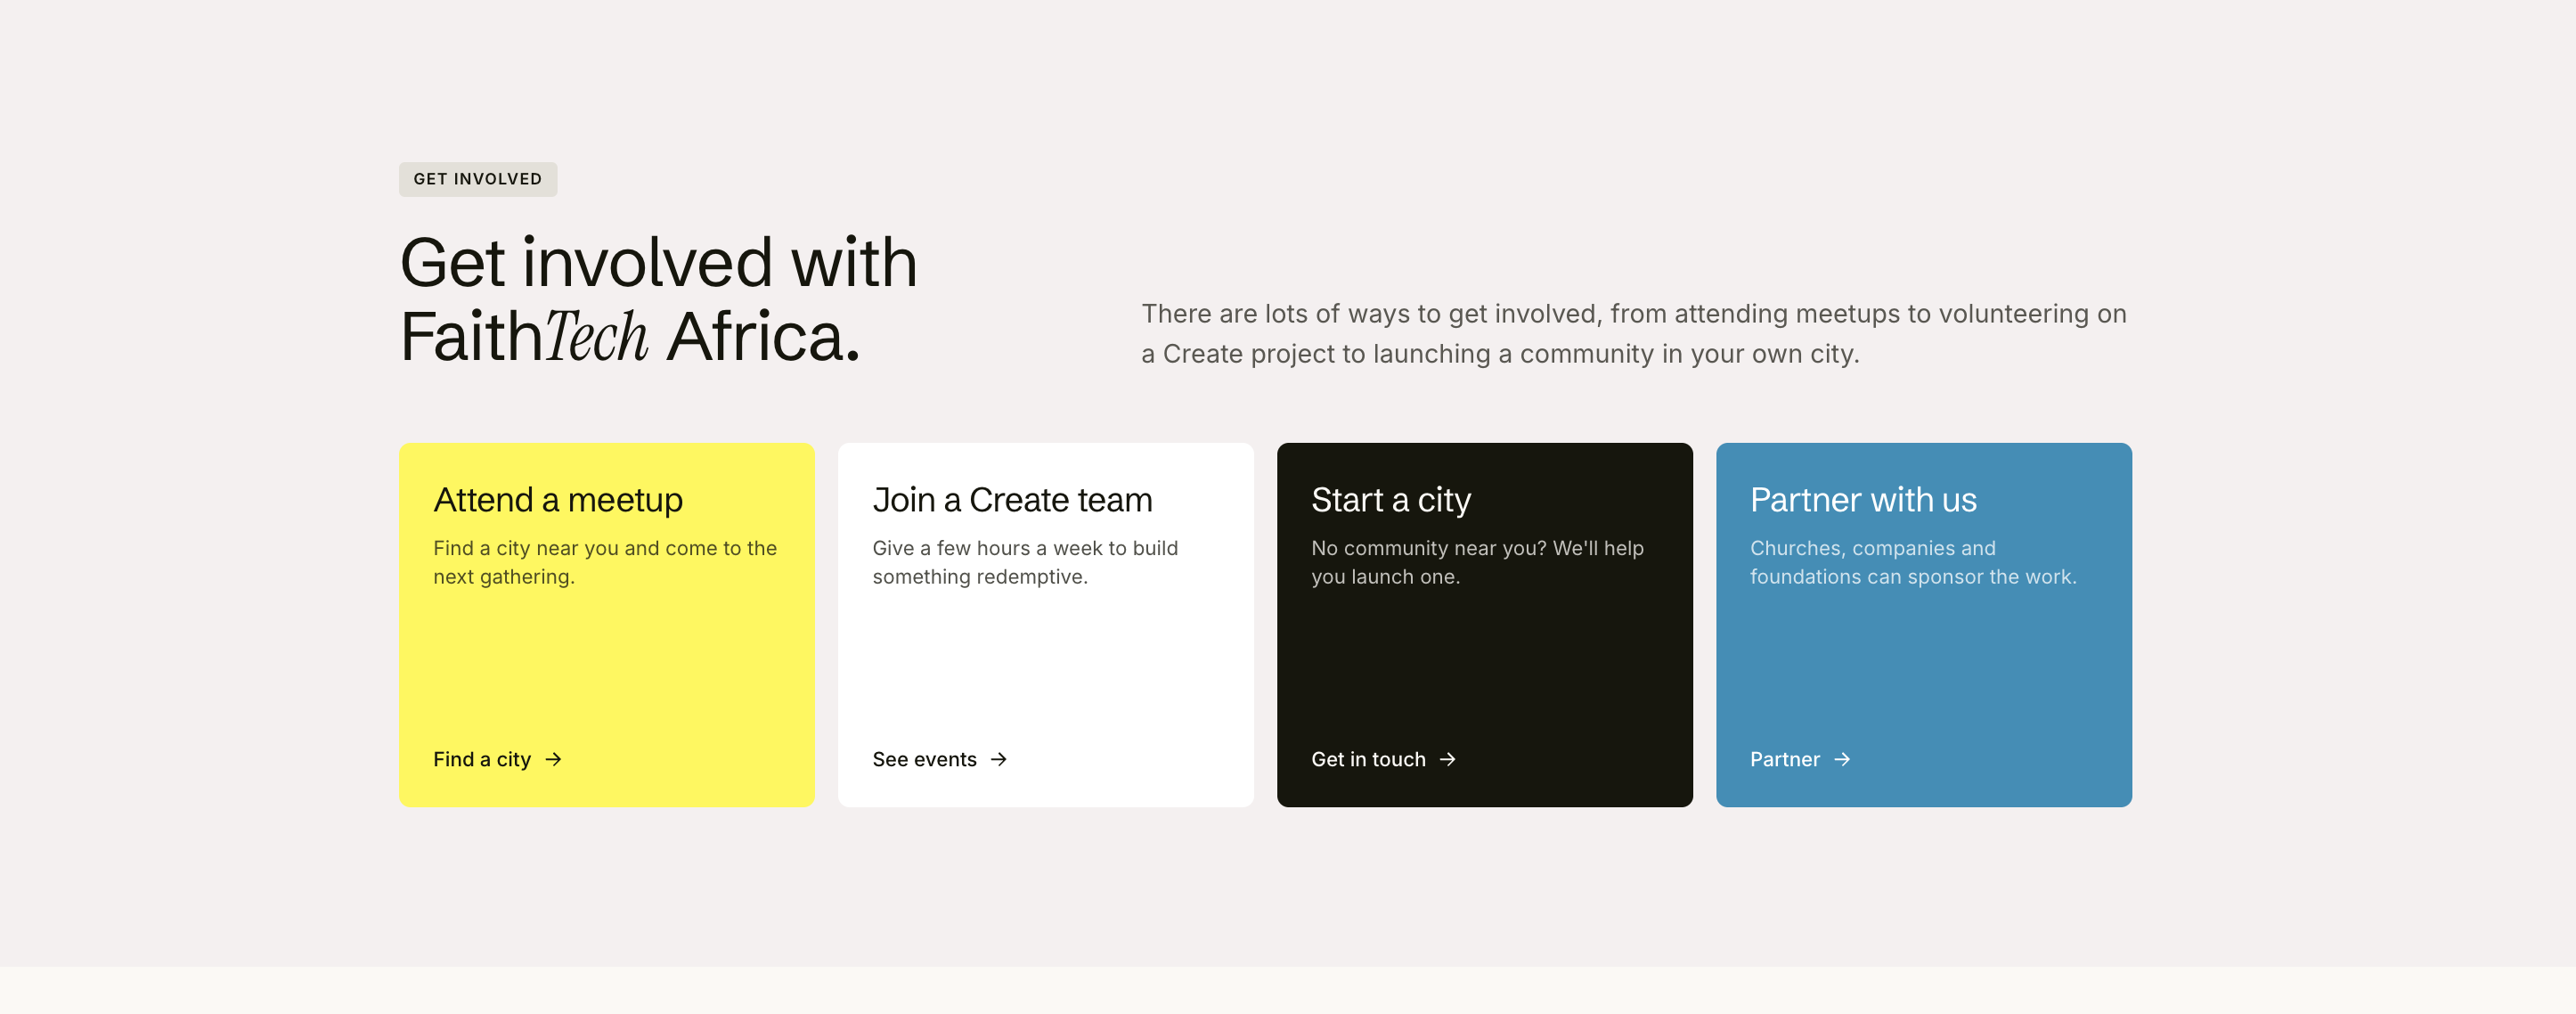 GET INVOLVED
Get involved with
FaithTech Africa.
There are lots of ways to get involved, from attending meetups to volunteering on
a Create project to launching a community in your own city.
Attend a meetup
Find a city near you and come to the
next gathering.
Find a city →
Join a Create team
Give a few hours a week to build
something redemptive.
See events →
Start a city
No community near you? We'll help
you launch one.
Get in touch →
Partner with us
Churches, companies and
foundations can sponsor the work.
Partner →